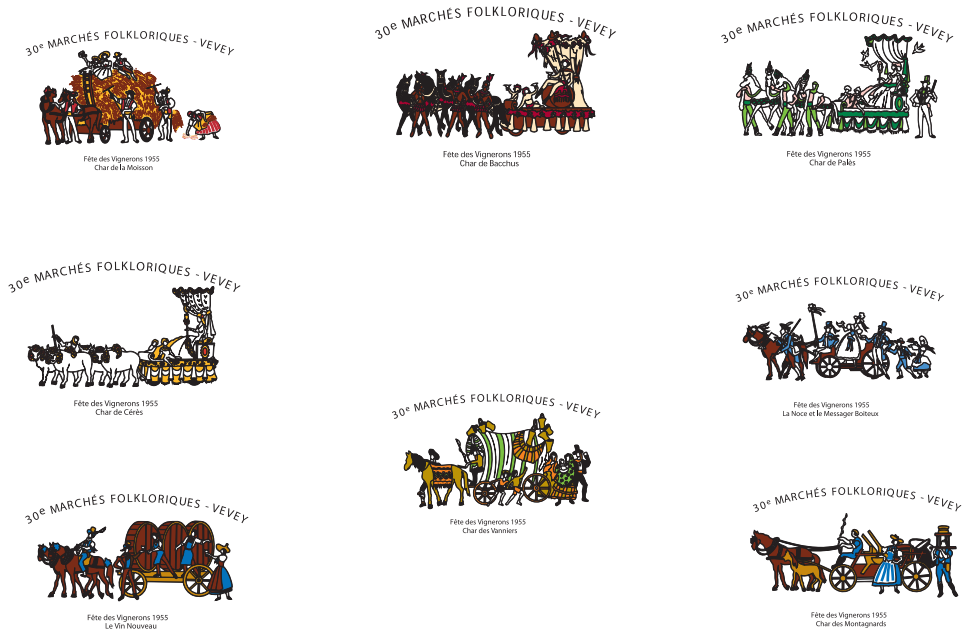 30e MARCHÉS FOLKLORIQUES - VEVEY
Fête des Vignerons 1955
Char de la Moisson
30e MARCHÉS FOLKLORIQUES - VEVEY
Fête des Vignerons 1955
Char de Bacchus
30e MARCHÉS FOLKLORIQUES - VEVEY
Fête des Vignerons 1955
Char de Palès
30e MARCHÉS FOLKLORIQUES - VEVEY
Fête des Vignerons 1955
Char de Cérès
30e MARCHÉS FOLKLORIQUES - VEVEY
Fête des Vignerons 1955
La Noce et le Messager Boiteux
30e MARCHÉS FOLKLORIQUES - VEVEY
Fête des Vignerons 1955
Char des Vanniers
30e MARCHÉS FOLKLORIQUES - VEVEY
Fête des Vignerons 1955
Le Vin Nouveau
30e MARCHÉS FOLKLORIQUES - VEVEY
Fête des Vignerons 1955
Char des Montagnards